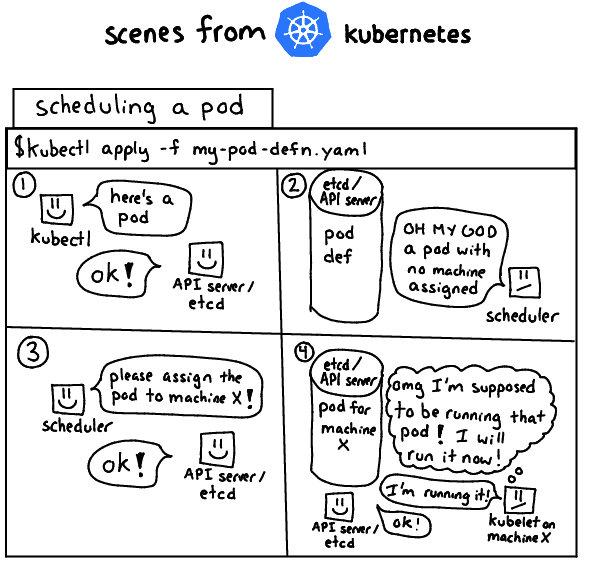 scenes from kubernetes
scheduling a pod
$kubectl apply -f my-pod-defn.yaml
1
here's a
pod
kubectl
ok!
API server/
etcd
2
etcd/
API server
pod
def
OH MY GOD
a pod with
no machine
assigned
scheduler
3
please assign the
pod to machine X!
scheduler
ok!
API server/
etcd
4
etcd/
API server
pod for
machine
X
omg I'm supposed
to be running that
pod! I will
run it now!
I'm running it!
kubelet on
machine X
ok!
API server/
etcd